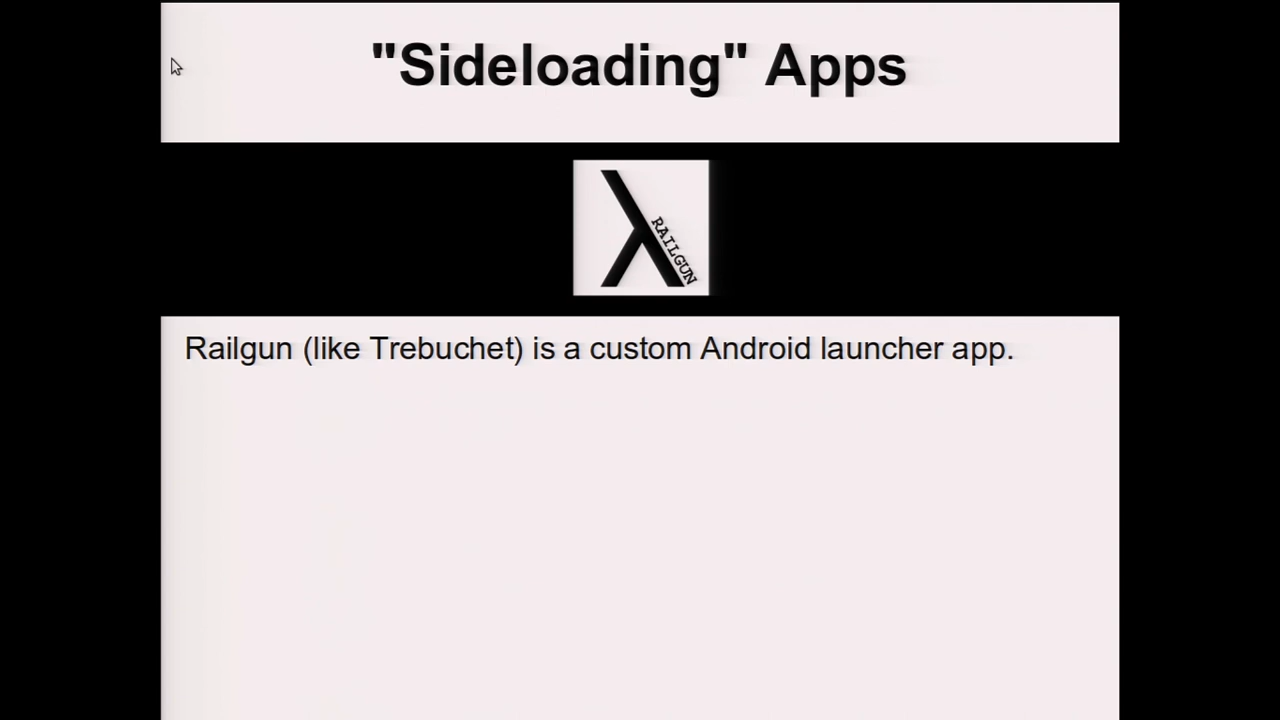 "Sideloading" Apps
λ
RAILGUN
Railgun (like Trebuchet) is a custom Android launcher app.